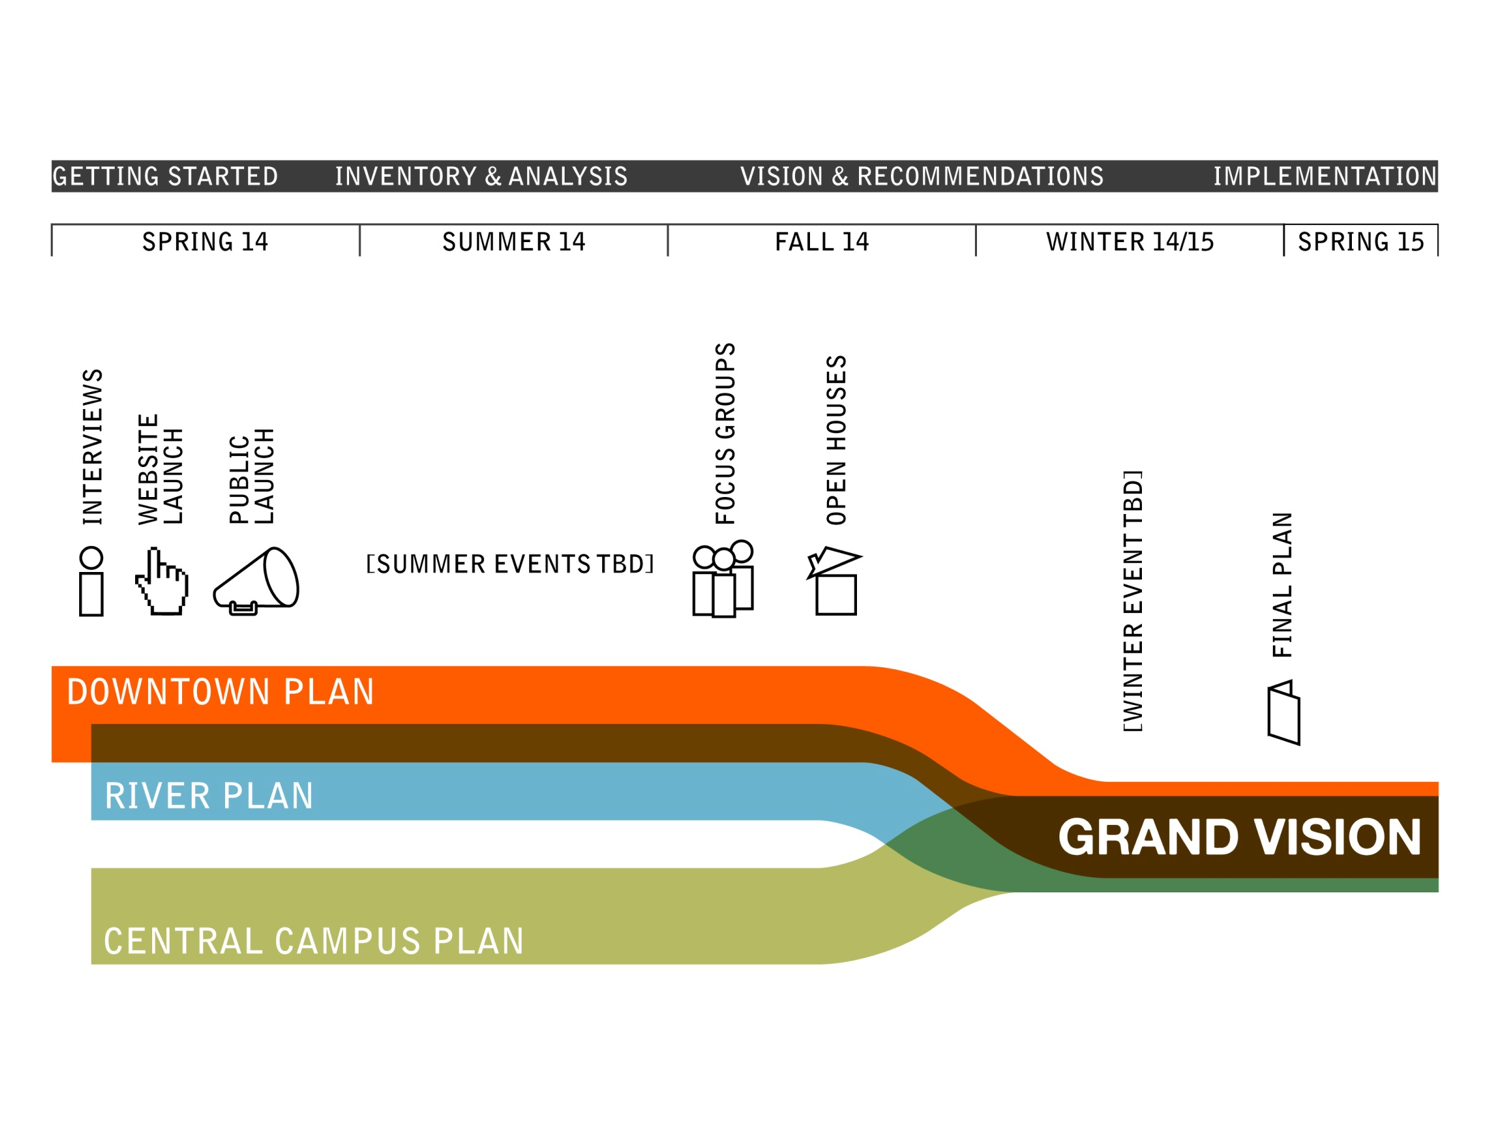 GETTING STARTED
INVENTORY & ANALYSIS
VISION & RECOMMENDATIONS
IMPLEMENTATION
SPRING 14
SUMMER 14
FALL 14
WINTER 14/15
SPRING 15
INTERVIEWS
WEBSITE
LAUNCH
PUBLIC
LAUNCH
[SUMMER EVENTS TBD]
FOCUS GROUPS
OPEN HOUSES
[WINTER EVENT TBD]
FINAL PLAN
DOWNTOWN PLAN
RIVER PLAN
CENTRAL CAMPUS PLAN
GRAND VISION